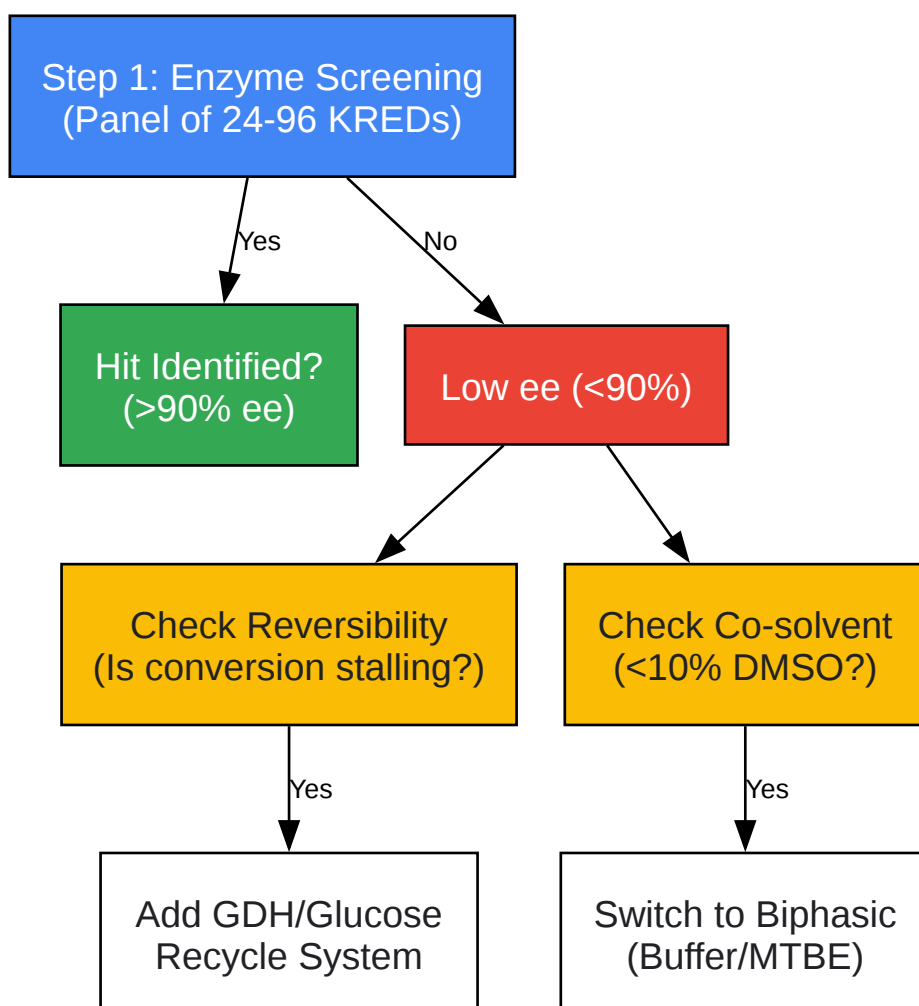 Step 1: Enzyme Screening
(Panel of 24-96 KREDs)
Yes
No
Hit Identified?
(>90% ee)
Low ee (<90%)
Check Reversibility
(Is conversion stalling?)
Check Co-solvent
(<10% DMSO?)
Yes
Yes
Add GDH/Glucose
Recycle System
Switch to Biphasic
(Buffer/MTBE)